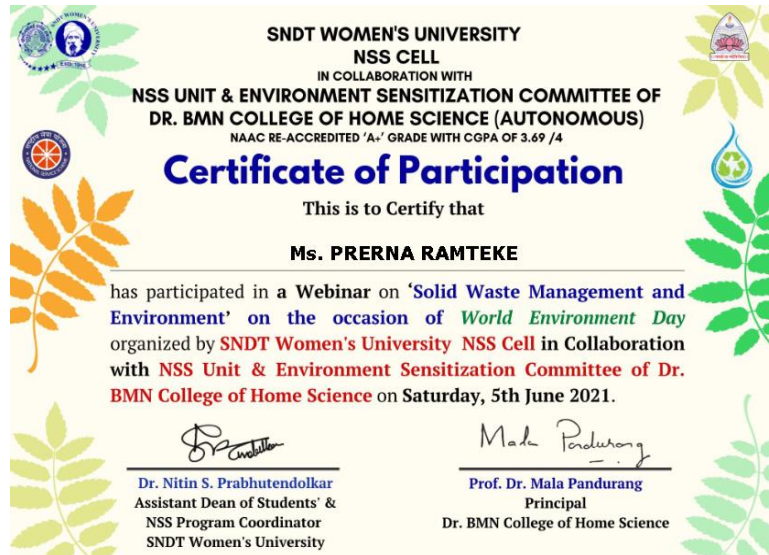 SNDT WOMEN'S UNIVERSITY
NSS CELL
IN COLLABORATION WITH
NSS UNIT & ENVIRONMENT SENSITIZATION COMMITTEE OF
DR. BMN COLLEGE OF HOME SCIENCE (AUTONOMOUS)
NAAC RE-ACCREDITED ‘A+’ GRADE WITH CGPA OF 3.69 /4
Certificate of Participation
This is to Certify that
Ms. PRERNA RAMTEKE
has participated in a Webinar on ‘Solid Waste Management and
Environment’ on the occasion of World Environment Day
organized by SNDT Women's University NSS Cell in Collaboration
with NSS Unit & Environment Sensitization Committee of Dr.
BMN College of Home Science on Saturday, 5th June 2021.
Mala Pandurang
Dr. Nitin S. Prabhutendolkar
Assistant Dean of Students' &
NSS Program Coordinator
SNDT Women's University
Prof. Dr. Mala Pandurang
Principal
Dr. BMN College of Home Science